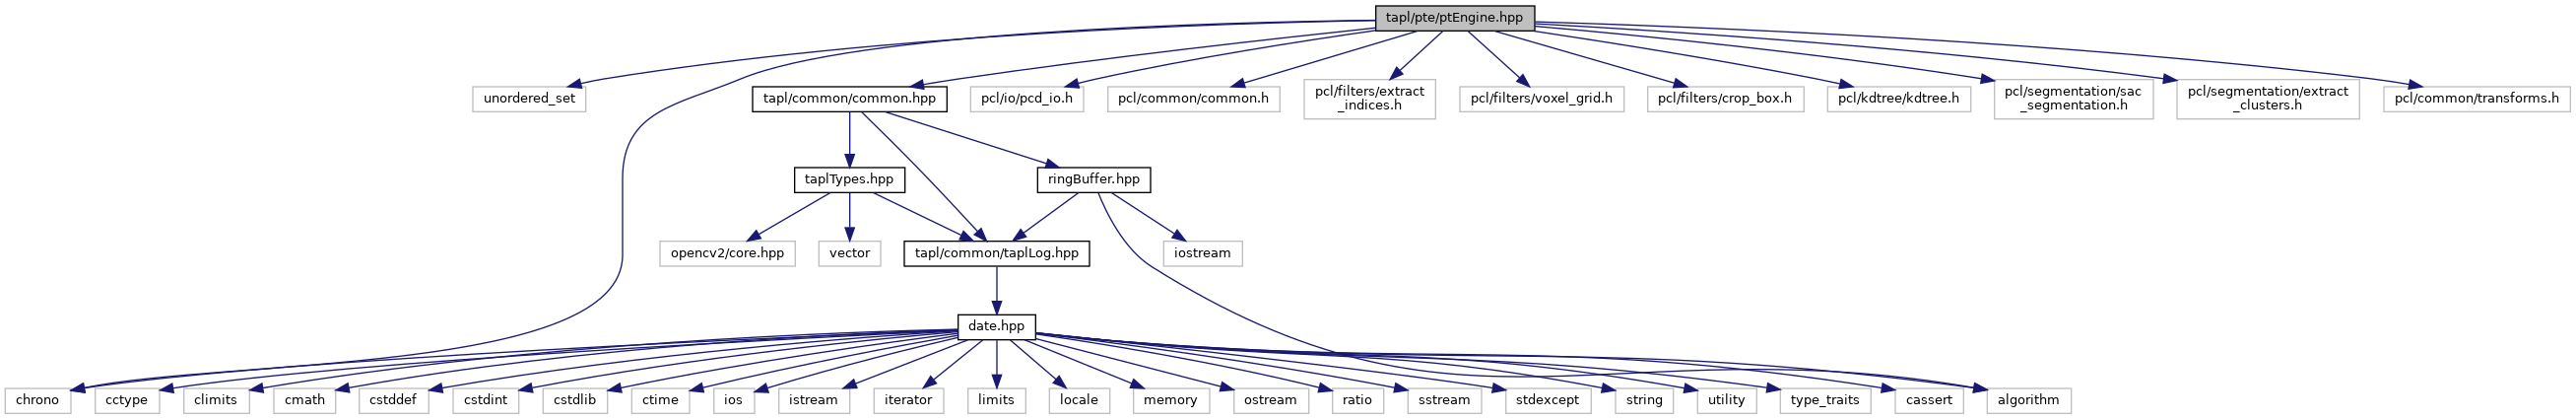 tapl/pte/ptEngine.hpp
unordered_set
tapl/common/common.hpp
pcl/io/pcd_io.h
pcl/common/common.h
pcl/filters/extract
_indices.h
pcl/filters/voxel_grid.h
pcl/filters/crop_box.h
pcl/kdtree/kdtree.h
pcl/segmentation/sac
_segmentation.h
pcl/segmentation/extract
_clusters.h
pcl/common/transforms.h
taplTypes.hpp
ringBuffer.hpp
opencv2/core.hpp
vector
tapl/common/taplLog.hpp
iostream
date.hpp
chrono
cctype
climits
cmath
cstddef
cstdint
cstdlib
ctime
ios
istream
iterator
limits
locale
memory
ostream
ratio
sstream
stdexcept
string
utility
type_traits
cassert
algorithm